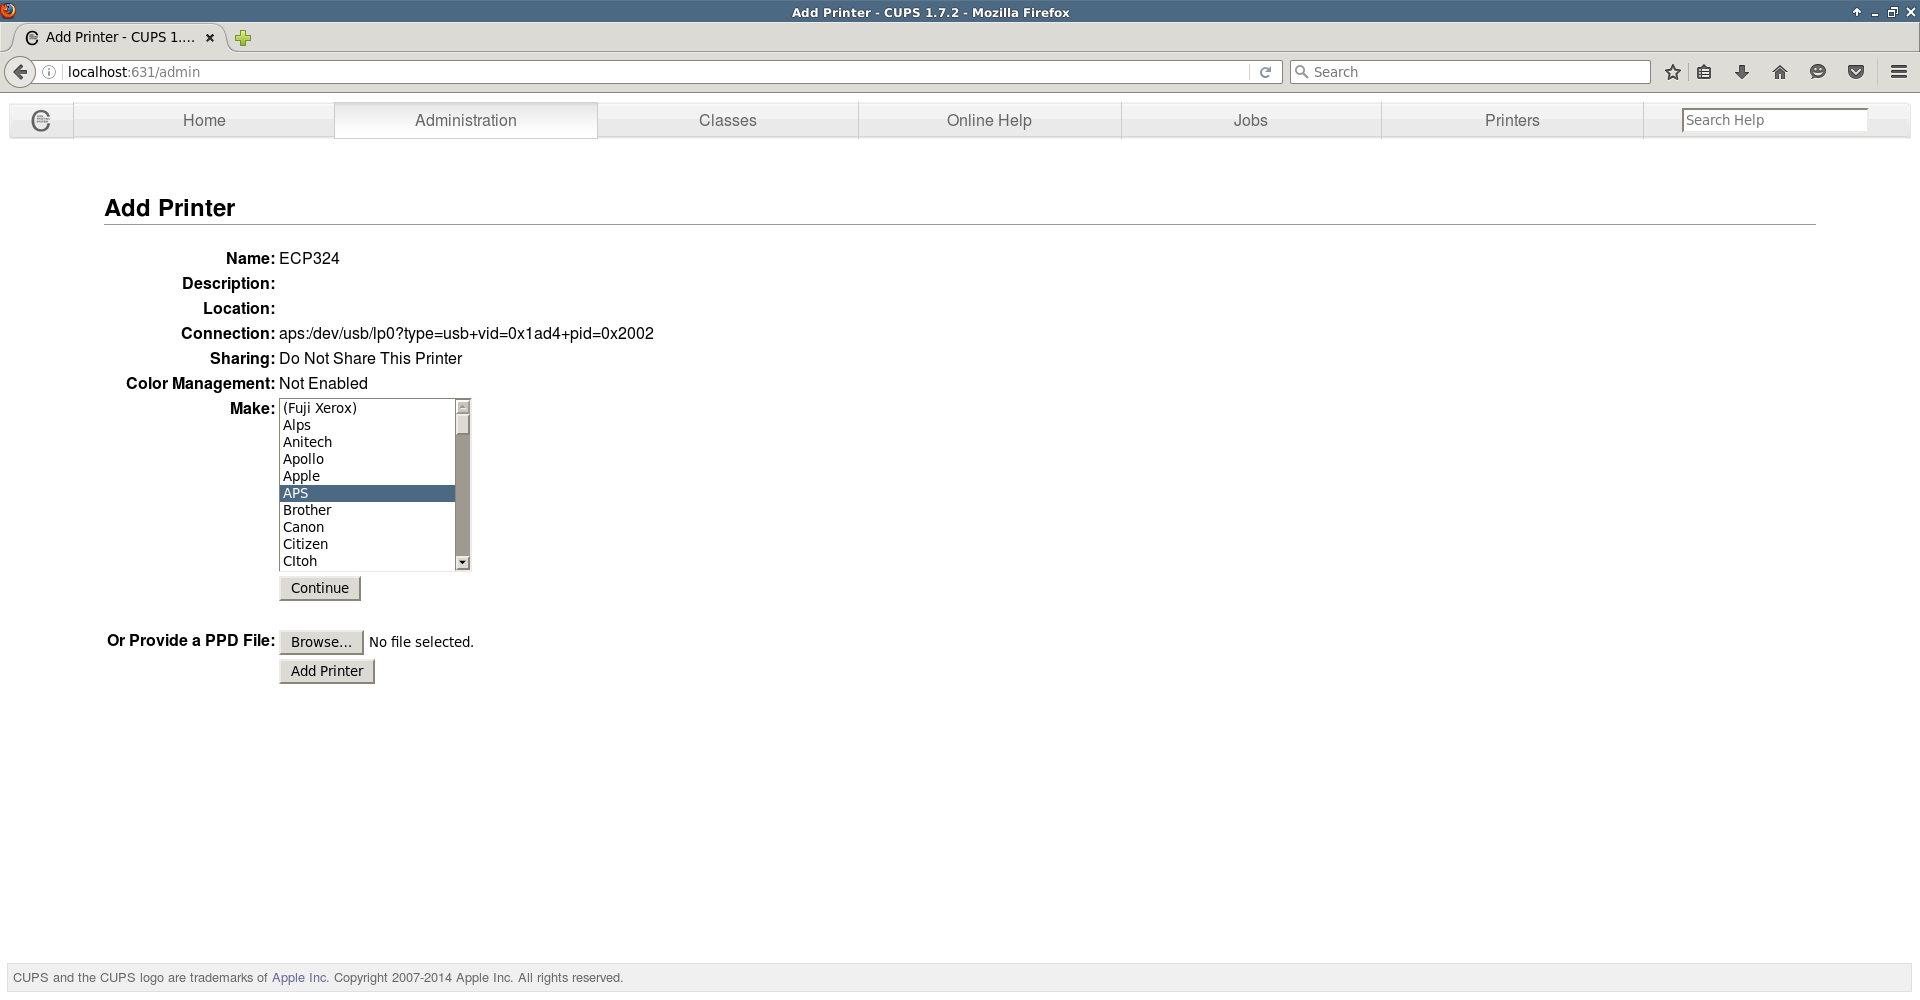 Add Printer - CUPS 1.7.2 - Mozilla Firefox
Add Printer - CUPS 1....
localhost:631/admin
Search
Home
Administration
Classes
Online Help
Jobs
Printers
Search Help
Add Printer
Name: ECP324
Description:
Location:
Connection: aps:/dev/usb/lp0?type=usb+vid=0x1ad4+pid=0x2002
Sharing: Do Not Share This Printer
Color Management: Not Enabled
Make: (Fuji Xerox)
Alps
Anitech
Apollo
Apple
APS
Brother
Canon
Citizen
CItoh
Continue
Or Provide a PPD File: Browse... No file selected.
Add Printer
CUPS and the CUPS logo are trademarks of Apple Inc. Copyright 2007-2014 Apple Inc. All rights reserved.